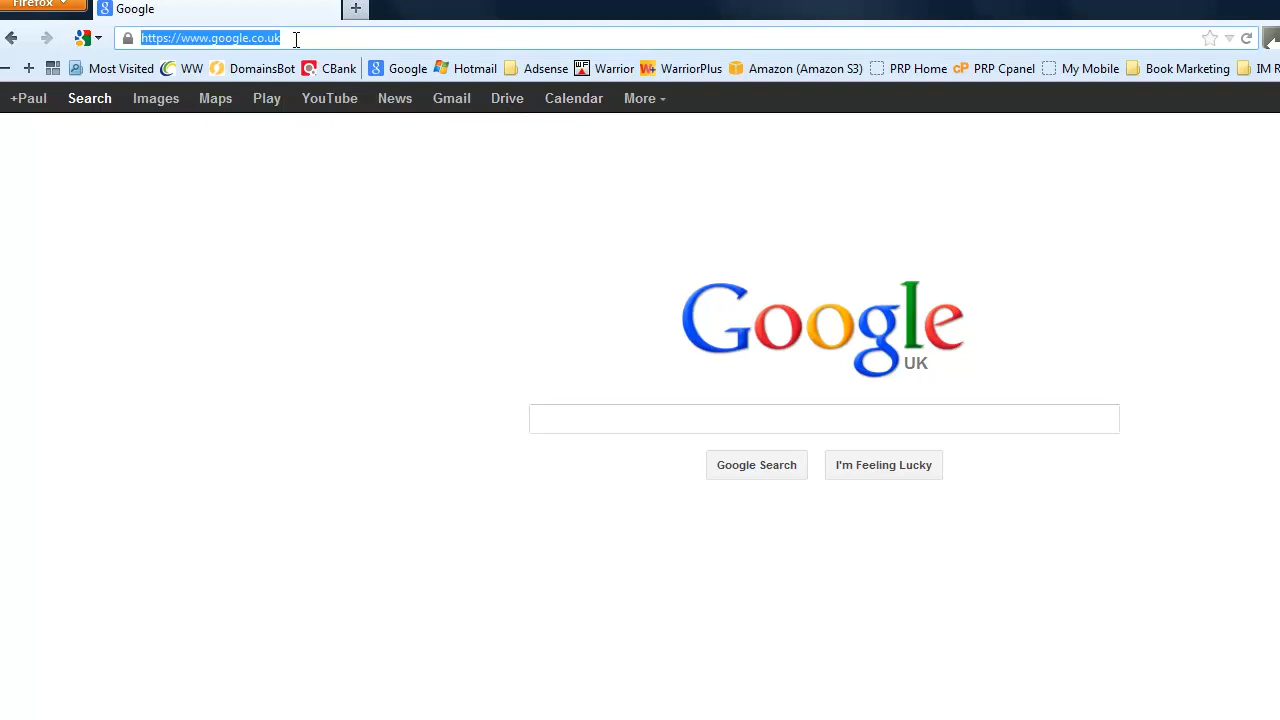 Firefox
Google
https://www.google.co.uk
Most Visited WW DomainsBot CBank Google Hotmail Adsense Warrior WarriorPlus Amazon (Amazon S3) PRP Home PRP Cpanel My Mobile Book Marketing IM R
+Paul Search Images Maps Play YouTube News Gmail Drive Calendar More
Google
UK
Google Search I'm Feeling Lucky